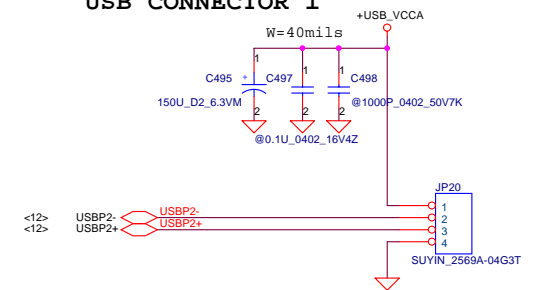 USB CONNECTOR 1
+USB_VCCA
W=40mils
1 1 1
C495 + C497 C498
150U_D2_6.3VM @1000P_0402_50V7K
2 2 2
@0.1U_0402_16V4Z
JP20
1
<12> USBP2- USBP2- 2
<12> USBP2+ USBP2+ 3
4
SUYIN_2569A-04G3T